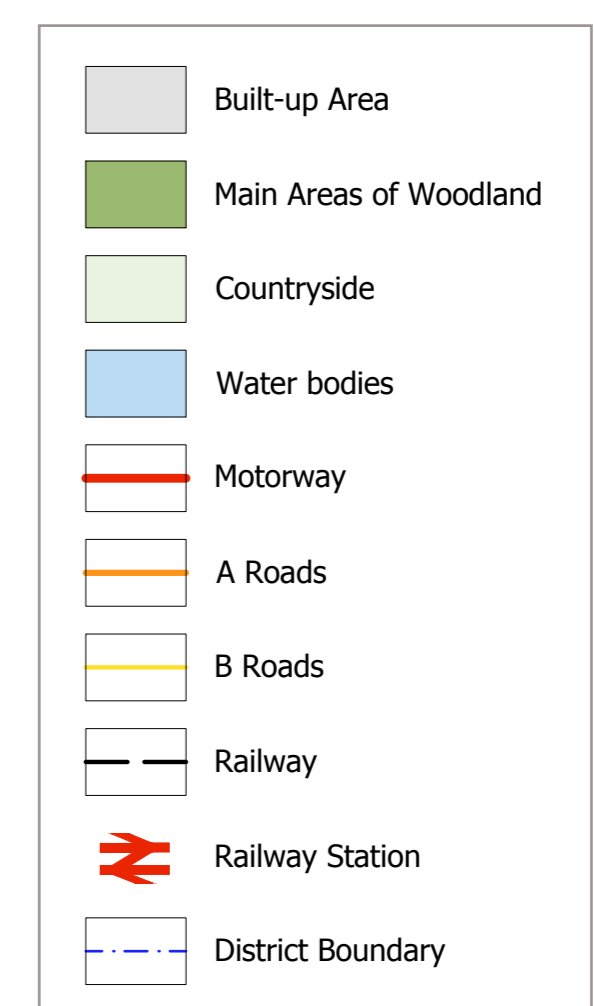 Built-up Area
Main Areas of Woodland
Countryside
Water bodies
Motorway
A Roads
B Roads
Railway
Railway Station
District Boundary